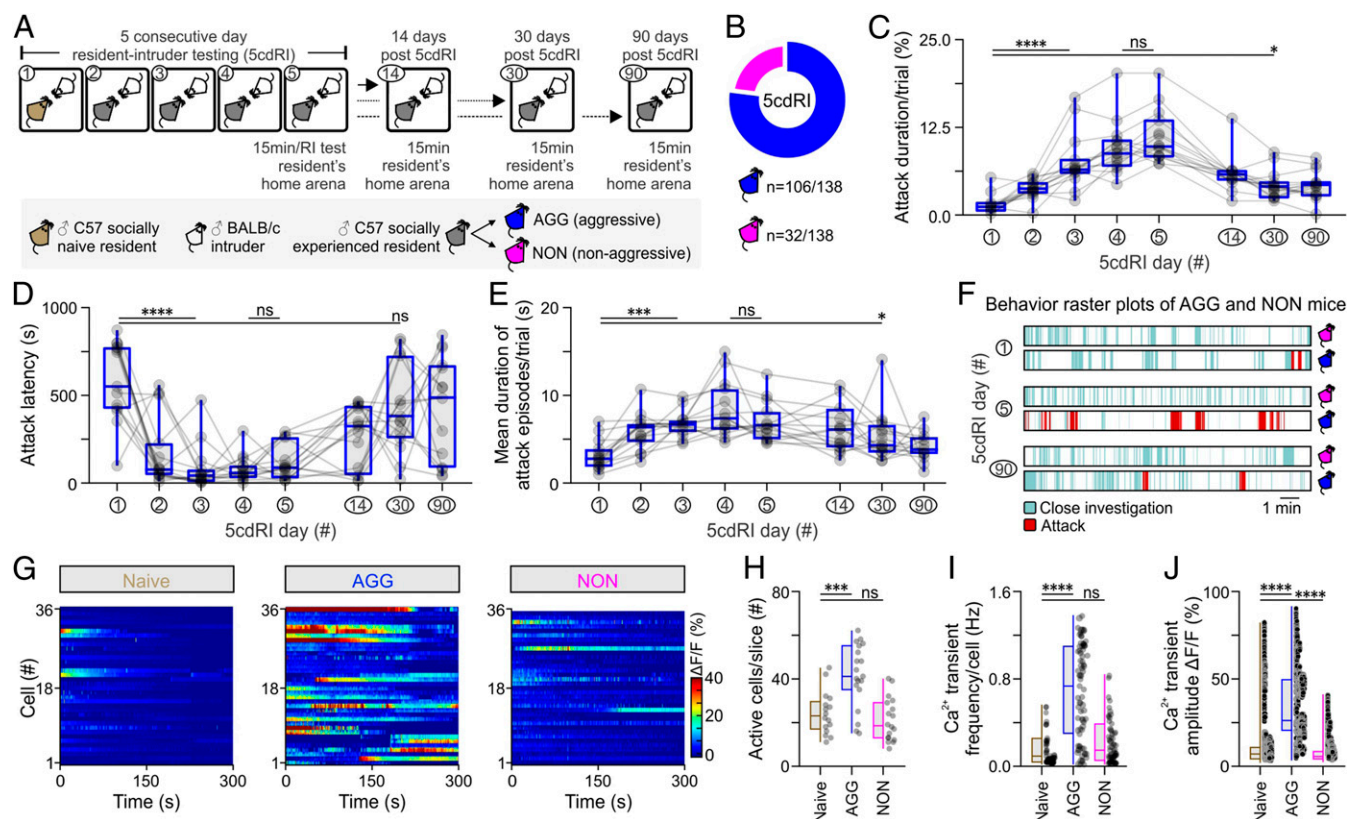 A
5 consecutive day
resident-intruder testing (5cdRI)
14 days
post 5cdRI
30 days
post 5cdRI
90 days
post 5cdRI
1
2
3
4
5
14
30
90
15min/RI test
resident's
home arena
15min
resident's
home arena
15min
resident's
home arena
15min
resident's
home arena
♂ C57 socially
naive resident
♂ BALB/c
intruder
♂ C57 socially
experienced resident
AGG (aggressive)
NON (non-aggressive)
B
5cdRI
n=106/138
n=32/138
C
Attack duration/trial (%)
25.0
12.5
0.0
****
ns
*
1 2 3 4 5 14 30 90
5cdRI day (#)
D
Attack latency (s)
1000
500
0
****
ns
ns
1 2 3 4 5 14 30 90
5cdRI day (#)
E
Mean duration of
attack episodes/trial (s)
20
10
0
***
ns
*
1 2 3 4 5 14 30 90
5cdRI day (#)
F
Behavior raster plots of AGG and NON mice
5cdRI day (#)
1
5
90
1 min
Close investigation
Attack
G
Naive
AGG
NON
Cell (#)
36
18
1
0 150 300
Time (s)
36
18
1
0 150 300
Time (s)
36
18
1
0 150 300
Time (s)
ΔF/F (%)
40
20
0
H
Active cells/slice (#)
80
40
0
***
ns
Naive
AGG
NON
I
Ca²⁺ transient
frequency/cell (Hz)
1.6
0.8
0.0
****
ns
Naive
AGG
NON
J
Ca²⁺ transient
amplitude ΔF/F (%)
100
50
0
****
****
Naive
AGG
NON